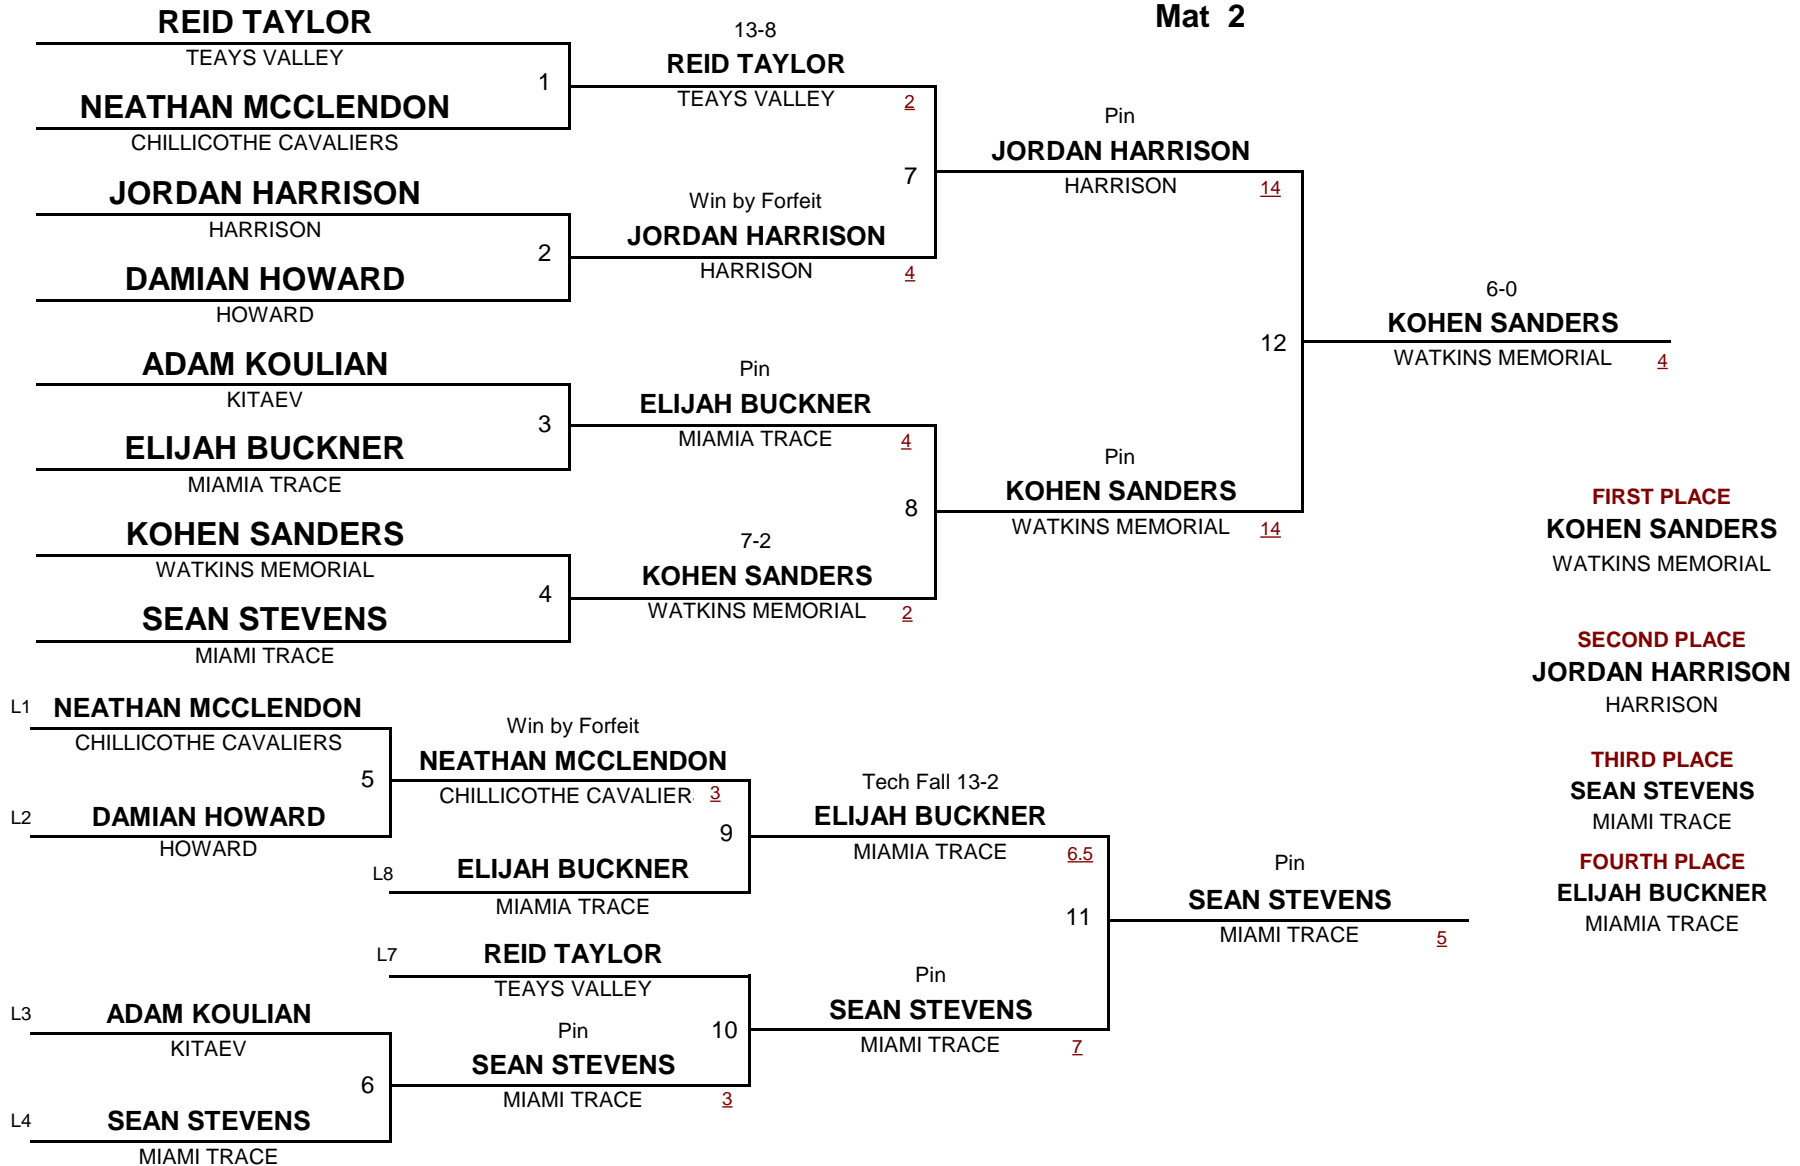 Mat 2
REID TAYLOR
TEAYS VALLEY
1
NEATHAN MCCLENDON
CHILLICOTHE CAVALIERS
JORDAN HARRISON
HARRISON
2
DAMIAN HOWARD
HOWARD
ADAM KOULIAN
KITAEV
3
ELIJAH BUCKNER
MIAMIA TRACE
KOHEN SANDERS
WATKINS MEMORIAL
4
SEAN STEVENS
MIAMI TRACE
13-8
REID TAYLOR
TEAYS VALLEY 2
7
Win by Forfeit
JORDAN HARRISON
HARRISON 4
Pin
ELIJAH BUCKNER
MIAMIA TRACE 4
8
7-2
KOHEN SANDERS
WATKINS MEMORIAL 2
Pin
JORDAN HARRISON
HARRISON 14
12
Pin
KOHEN SANDERS
WATKINS MEMORIAL 14
6-0
KOHEN SANDERS
WATKINS MEMORIAL 4
FIRST PLACE
KOHEN SANDERS
WATKINS MEMORIAL
SECOND PLACE
JORDAN HARRISON
HARRISON
THIRD PLACE
SEAN STEVENS
MIAMI TRACE
FOURTH PLACE
ELIJAH BUCKNER
MIAMIA TRACE
L1 NEATHAN MCCLENDON
CHILLICOTHE CAVALIERS
5
L2 DAMIAN HOWARD
HOWARD
L3 ADAM KOULIAN
KITAEV
6
L4 SEAN STEVENS
MIAMI TRACE
Win by Forfeit
NEATHAN MCCLENDON
CHILLICOTHE CAVALIER 3
9
L8 ELIJAH BUCKNER
MIAMIA TRACE
L7 REID TAYLOR
TEAYS VALLEY
10
Pin
SEAN STEVENS
MIAMI TRACE 3
Tech Fall 13-2
ELIJAH BUCKNER
MIAMIA TRACE 6.5
11
Pin
SEAN STEVENS
MIAMI TRACE 7
Pin
SEAN STEVENS
MIAMI TRACE 5